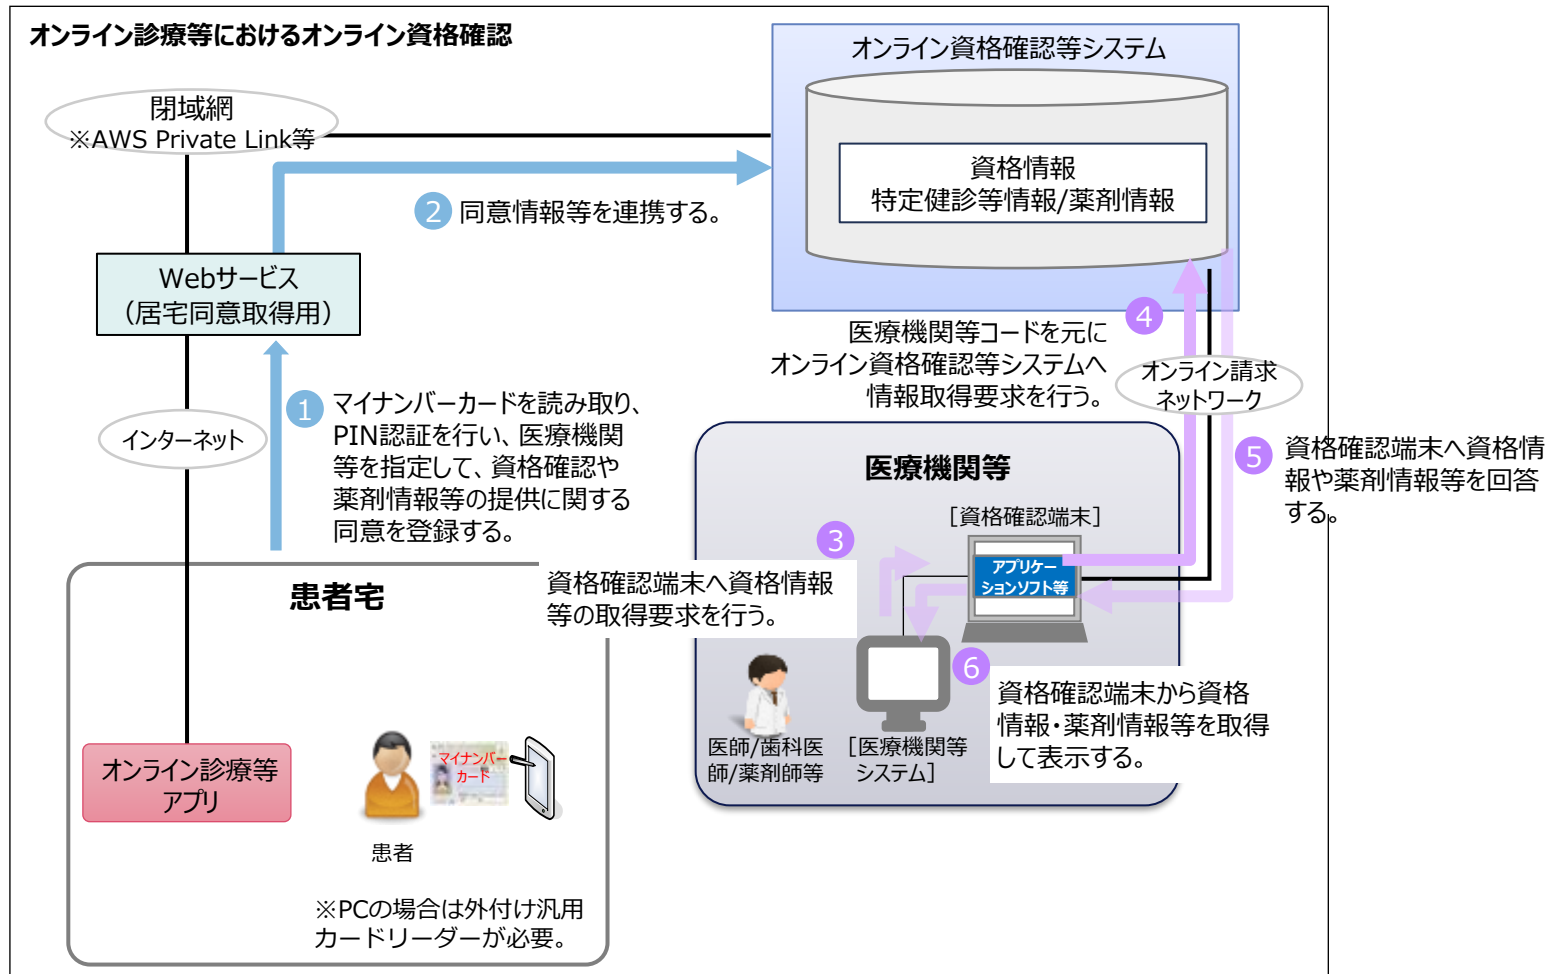 オンライン診療等におけるオンライン資格確認
オンライン資格確認等システム
閉域網
※AWS Private Link等
資格情報
特定健診等情報/薬剤情報
2 同意情報等を連携する。
Webサービス
（居宅同意取得用）
4
医療機関等コードを元に
オンライン資格確認等システムへ
情報取得要求を行う。
オンライン請求
ネットワーク
1 マイナンバーカードを読み取り、
PIN認証を行い、医療機関
等を指定して、資格確認や
薬剤情報等の提供に関する
同意を登録する。
インターネット
5 資格確認端末へ資格情
報や薬剤情報等を回答
する。
医療機関等
［資格確認端末］
3
資格確認端末へ資格情報
等の取得要求を行う。
アプリケー
ションソフト等
患者宅
6
資格確認端末から資格
情報・薬剤情報等を取得
して表示する。
医師/歯科医
師/薬剤師等
［医療機関等
システム］
オンライン診療等
アプリ
マイナンバー
カード
患者
※PCの場合は外付け汎用
カードリーダーが必要。